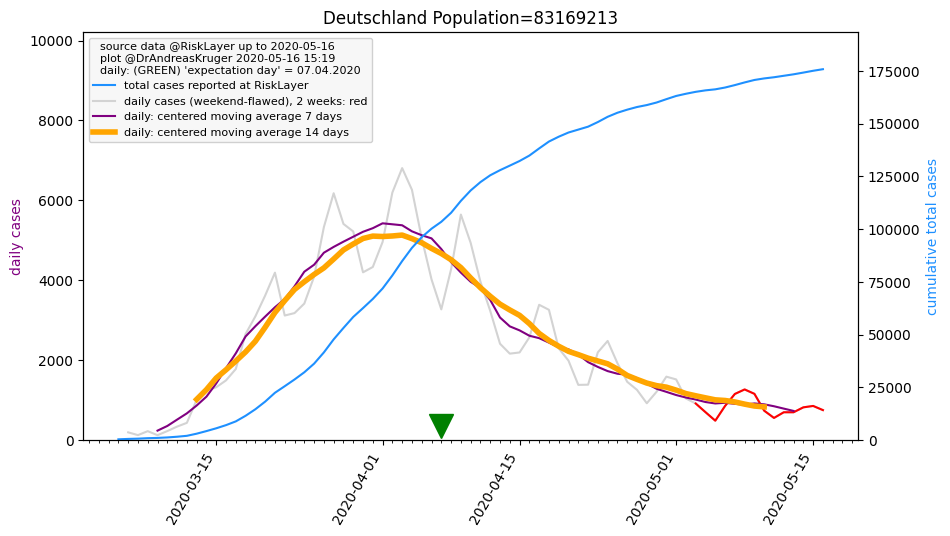 Deutschland Population=83169213
source data @RiskLayer up to 2020-05-16
plot @DrAndreasKruger 2020-05-16 15:19
daily: (GREEN) 'expectation day' = 07.04.2020
total cases reported at RiskLayer
daily cases (weekend-flawed), 2 weeks: red
daily: centered moving average 7 days
daily: centered moving average 14 days
daily cases
10000
8000
6000
4000
2000
0
cumulative total cases
175000
150000
125000
100000
75000
50000
25000
0
2020-03-15
2020-04-01
2020-04-15
2020-05-01
2020-05-15